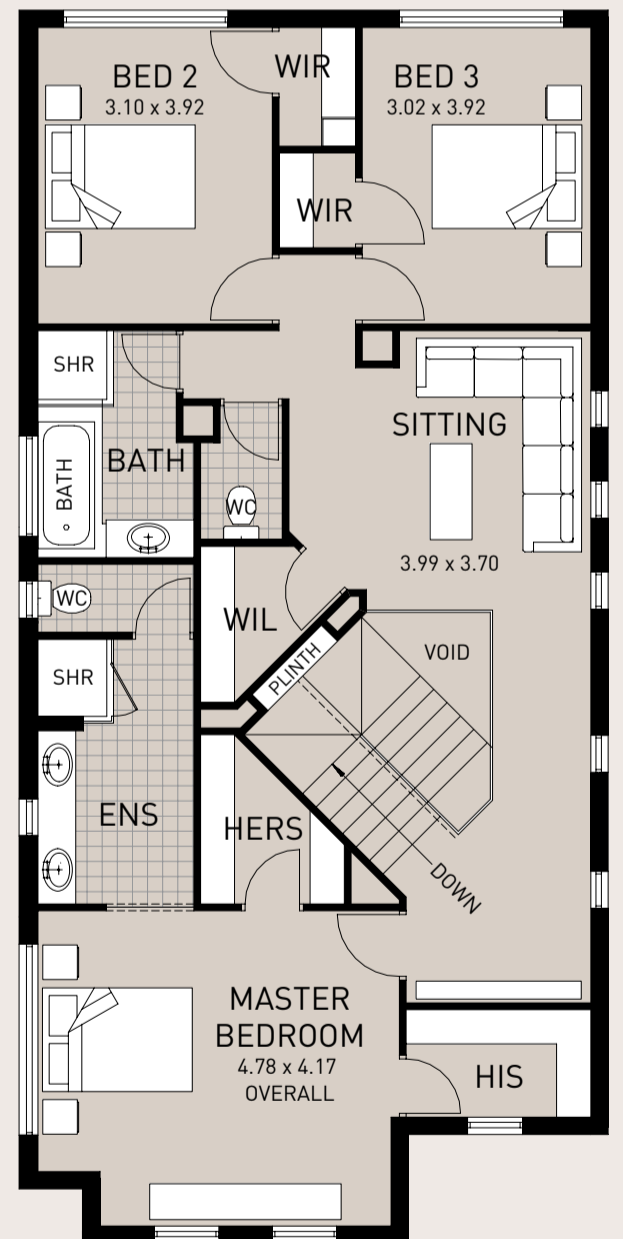 BED 2
3.10 x 3.92
WIR
BED 3
3.02 x 3.92
WIR
SHR
BATH
BATH
WC
SITTING
3.99 x 3.70
WC
WIL
PLINTH
VOID
SHR
ENS
HERS
DOWN
MASTER
BEDROOM
4.78 x 4.17
OVERALL
HIS